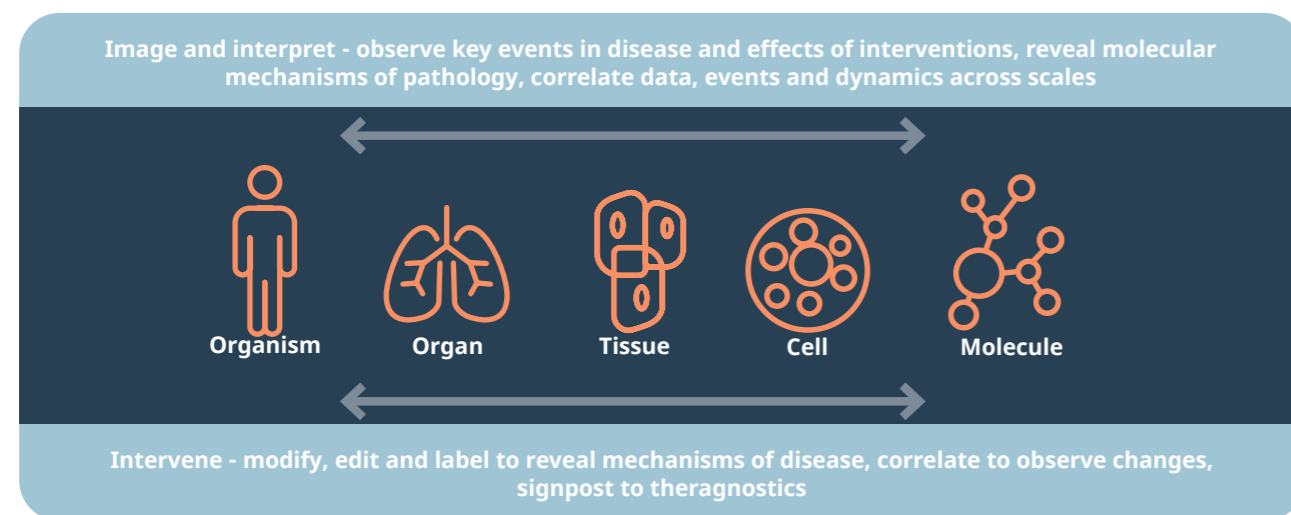 Image and interpret - observe key events in disease and effects of interventions, reveal molecular
mechanisms of pathology, correlate data, events and dynamics across scales
Organism
Organ
Tissue
Cell
Molecule
Intervene - modify, edit and label to reveal mechanisms of disease, correlate to observe changes,
signpost to theragnostics